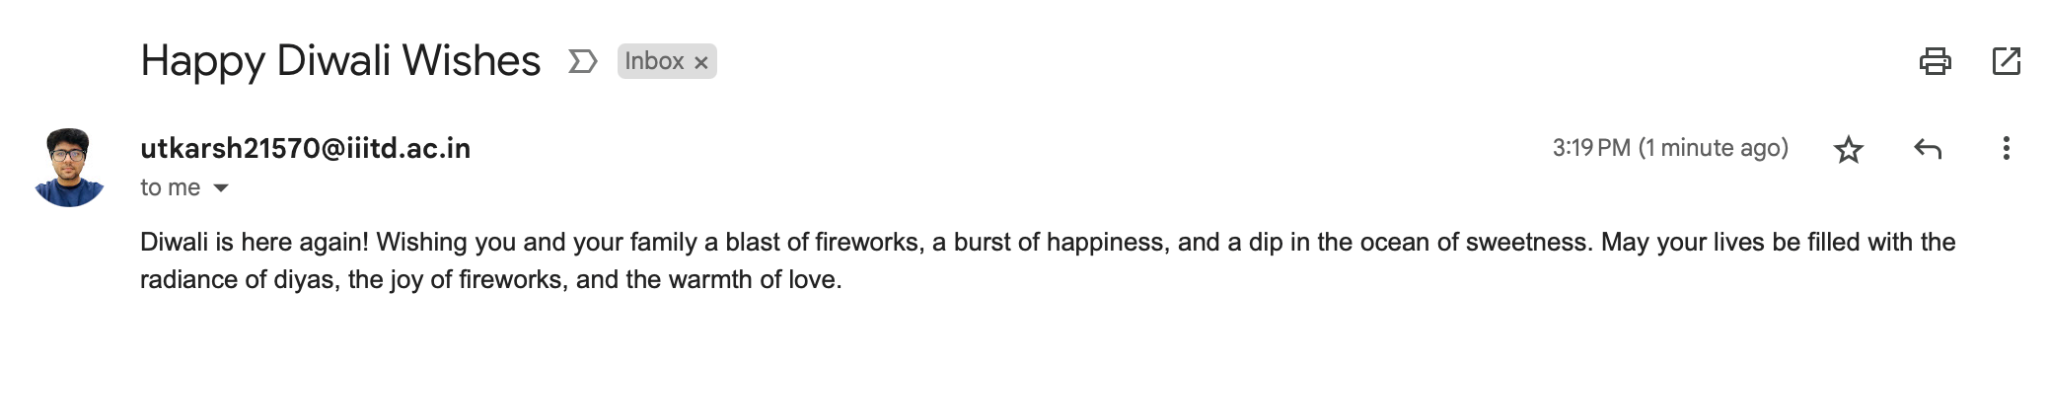 Happy Diwali Wishes Inbox ×
utkarsh21570@iiitd.ac.in 3:19 PM (1 minute ago)
to me
Diwali is here again! Wishing you and your family a blast of fireworks, a burst of happiness, and a dip in the ocean of sweetness. May your lives be filled with the
radiance of diyas, the joy of fireworks, and the warmth of love.